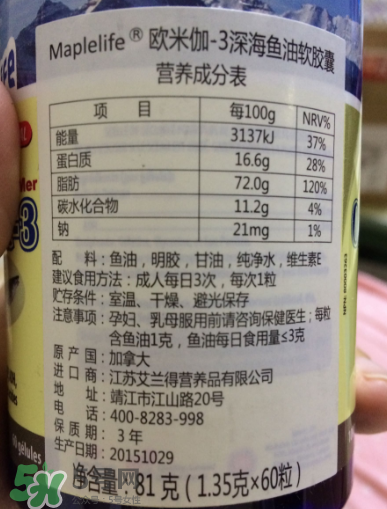 Maplelife® 欧米伽-3深海鱼油软胶囊
营养成分表
项 目 每100g NRV%
能量 3137kJ 37%
蛋白质 16.6g 28%
脂肪 72.0g 120%
碳水化合物 11.2g 4%
钠 21mg 1%
配 料:鱼油,明胶,甘油,纯净水,维生素E
建议食用方法:成人每日3次,每次1粒
贮存条件:室温、干燥、避光保存
注意事项:孕妇、乳母服用前请咨询保健医生;每粒
含鱼油1克,鱼油每日食用量≤3克
原 产 国:加拿大
进 口 商:江苏艾兰得营养品有限公司
地 址:靖江市江山路20号
电 话:400-8283-998
保 质 期:3 年
生产日期:20151029
净含量 81克(1.35克×60粒)
gélules